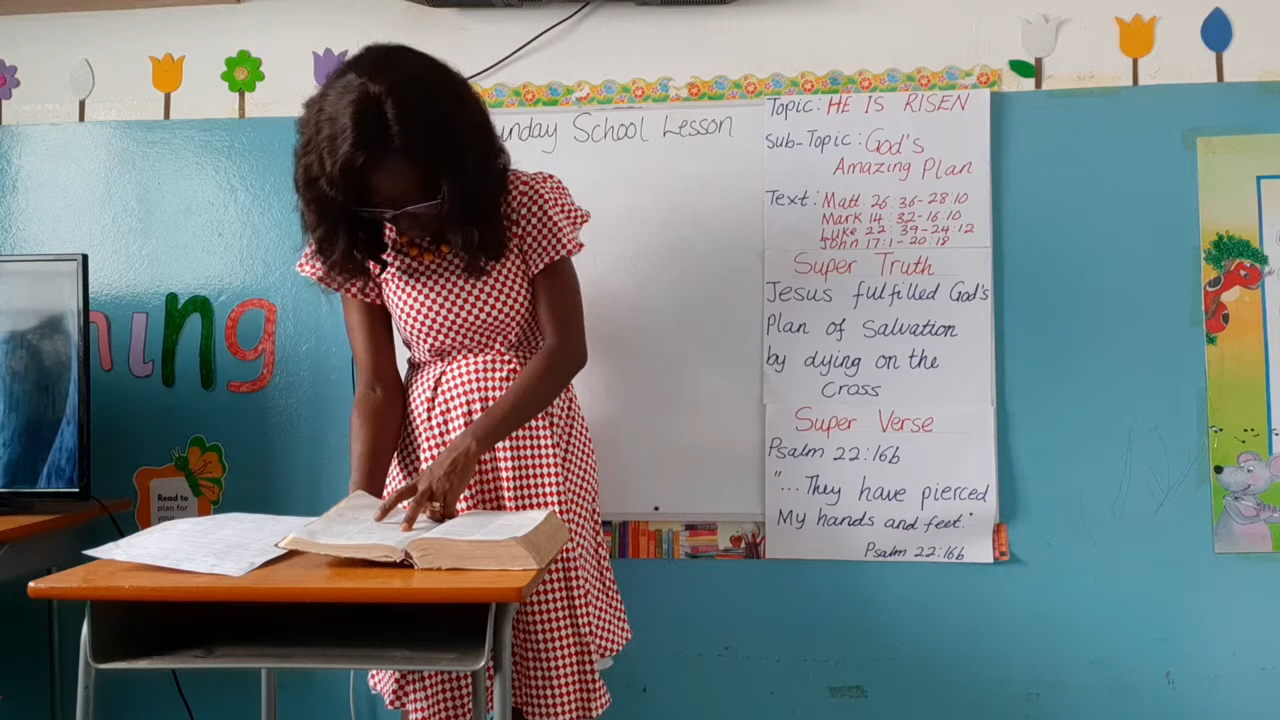 unday School Lesson
Topic: HE IS RISEN
Sub-Topic: God's
Amazing Plan
Text: Matt 26:36-28:10
Mark 14:32-16:10
Luke 22:39-24:12
John 17:1-20:18
Super Truth
Jesus fulfilled God's
Plan of Salvation
by dying on the
Cross
Super Verse
Psalm 22:16b
"...They have pierced
My hands and feet."
Psalm 22:16b
ning
Read to
plan for
your